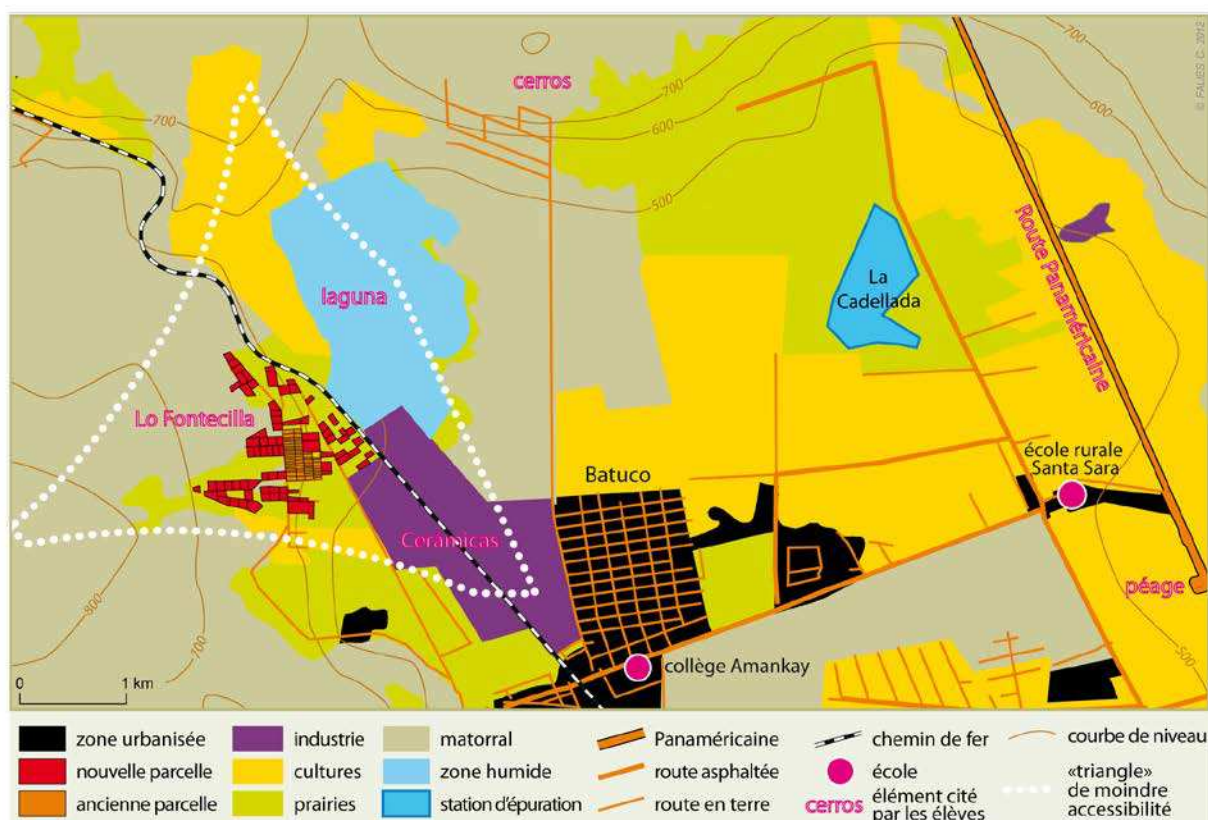 © FALIES C. 2012
700
cerros
700
600
500
700
600
Route Panaméricaine
laguna
La
Cadellada
Lo Fontecilla
école rurale
Santa Sara
Batuco
Cerámicas
péage
800
700
500
collège Amankay
0 1 km
zone urbanisée
industrie
matorral
Panaméricaine
chemin de fer
courbe de niveau
nouvelle parcelle
cultures
zone humide
route asphaltée
école
«triangle»
de moindre
accessibilité
ancienne parcelle
prairies
station d'épuration
route en terre
cerros
élément cité
par les élèves